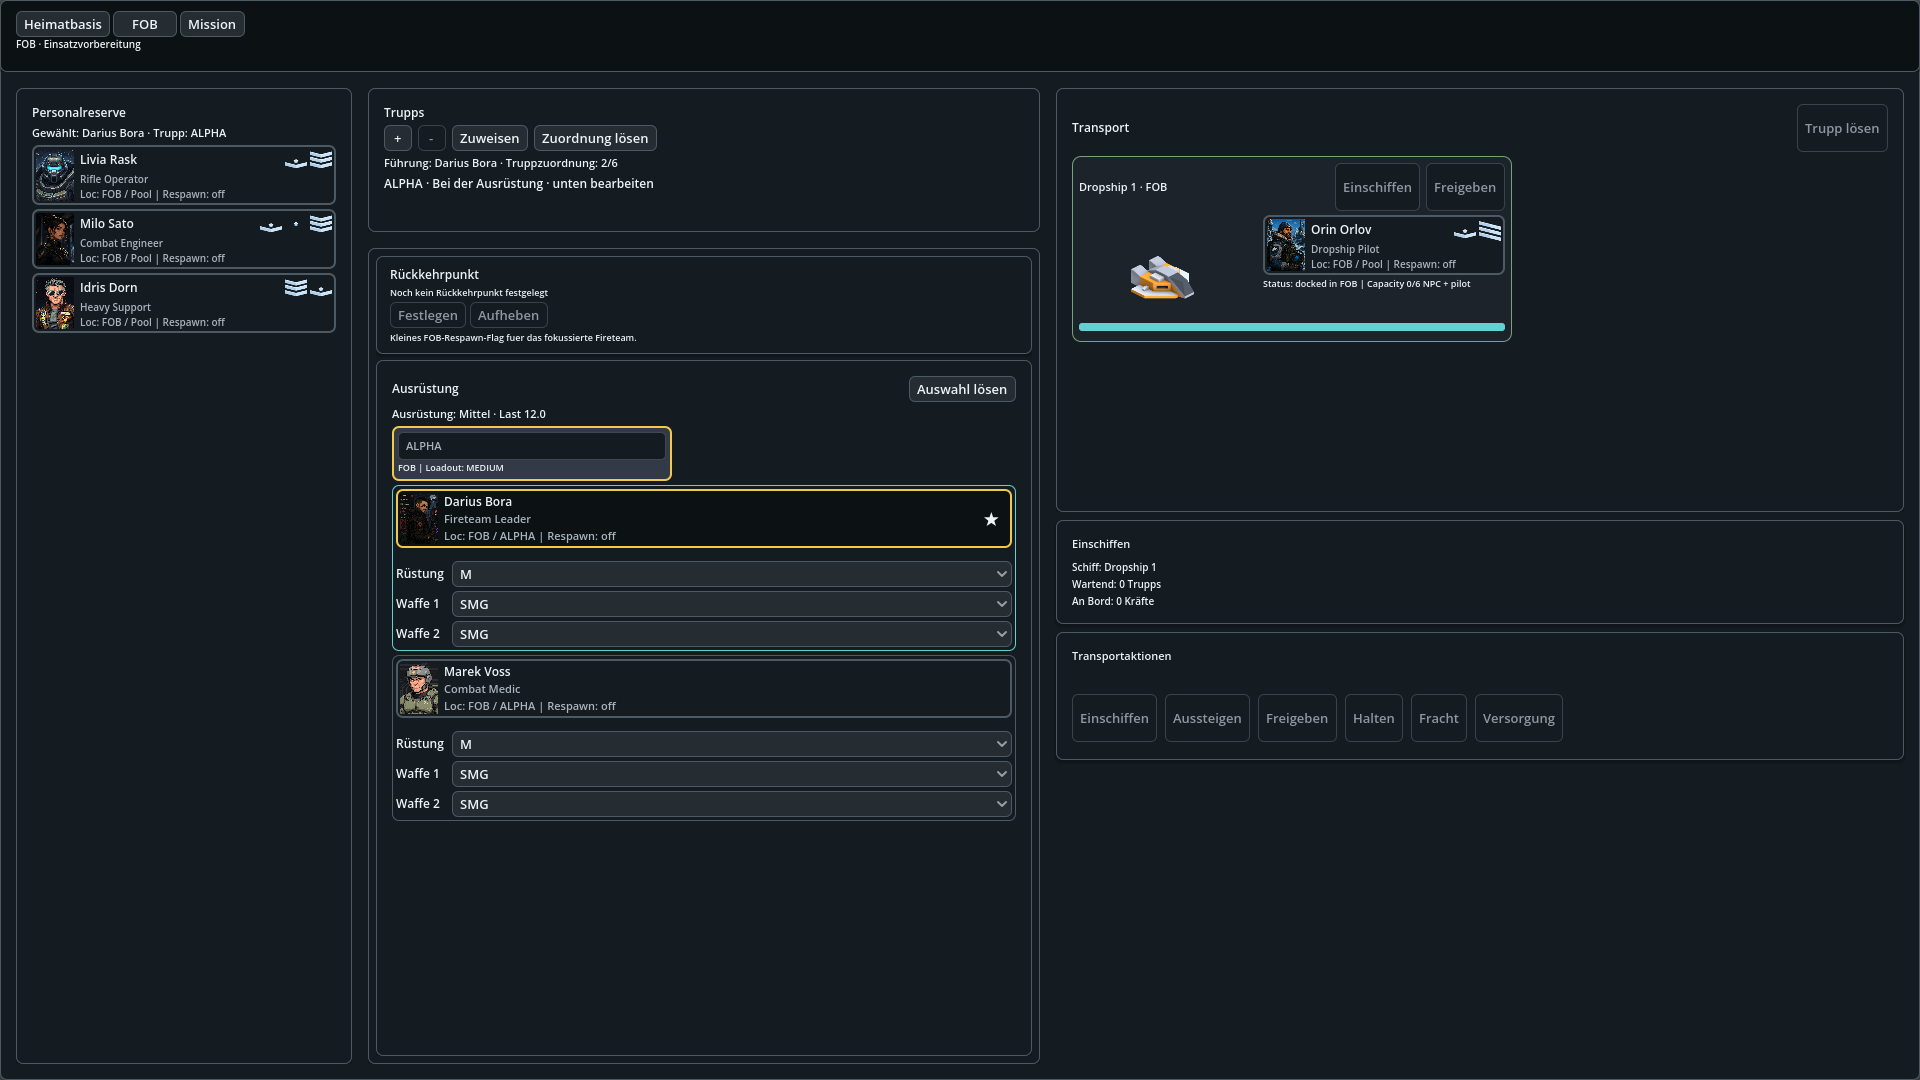 Heimatbasis FOB Mission
FOB · Einsatzvorbereitung
Personalreserve
Gewählt: Darius Bora · Trupp: ALPHA
Livia Rask
Rifle Operator
Loc: FOB / Pool | Respawn: off
Milo Sato
Combat Engineer
Loc: FOB / Pool | Respawn: off
Idris Dorn
Heavy Support
Loc: FOB / Pool | Respawn: off
Trupps
+ - Zuweisen Zuordnung lösen
Führung: Darius Bora · Truppzuordnung: 2/6
ALPHA · Bei der Ausrüstung · unten bearbeiten
Rückkehrpunkt
Noch kein Rückkehrpunkt festgelegt
Festlegen Aufheben
Kleines FOB-Respawn-Flag fuer das fokussierte Fireteam.
Ausrüstung Auswahl lösen
Ausrüstung: Mittel · Last 12.0
ALPHA
FOB | Loadout: MEDIUM
Darius Bora
Fireteam Leader
Loc: FOB / ALPHA | Respawn: off
Rüstung M
Waffe 1 SMG
Waffe 2 SMG
Marek Voss
Combat Medic
Loc: FOB / ALPHA | Respawn: off
Rüstung M
Waffe 1 SMG
Waffe 2 SMG
Transport Trupp lösen
Dropship 1 · FOB Einschiffen Freigeben
Orin Orlov
Dropship Pilot
Loc: FOB / Pool | Respawn: off
Status: docked in FOB | Capacity 0/6 NPC + pilot
Einschiffen
Schiff: Dropship 1
Wartend: 0 Trupps
An Bord: 0 Kräfte
Transportaktionen
Einschiffen Aussteigen Freigeben Halten Fracht Versorgung